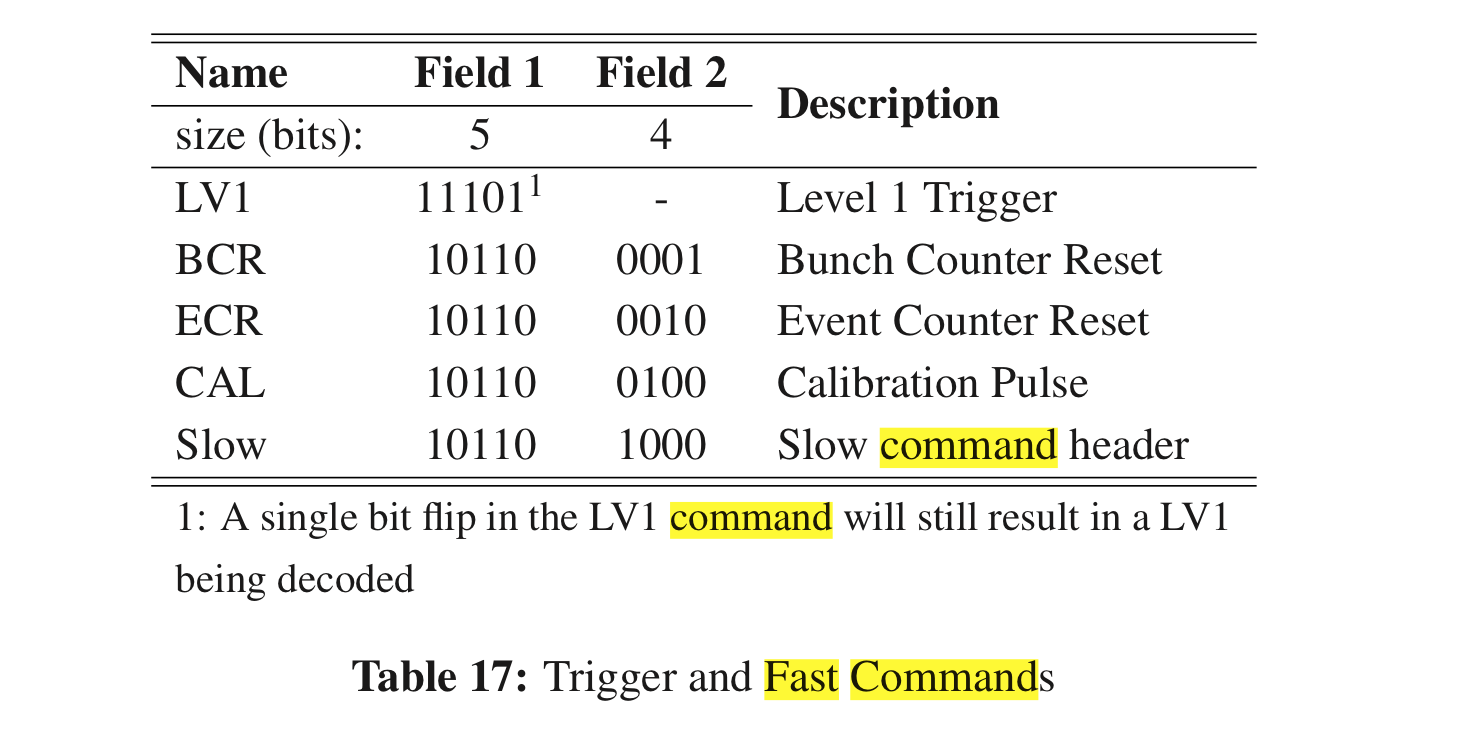 Name Field 1 Field 2 Description
size (bits): 5 4
LV1 11101¹ - Level 1 Trigger
BCR 10110 0001 Bunch Counter Reset
ECR 10110 0010 Event Counter Reset
CAL 10110 0100 Calibration Pulse
Slow 10110 1000 Slow command header
1: A single bit flip in the LV1 command will still result in a LV1
being decoded
Table 17: Trigger and Fast Commands